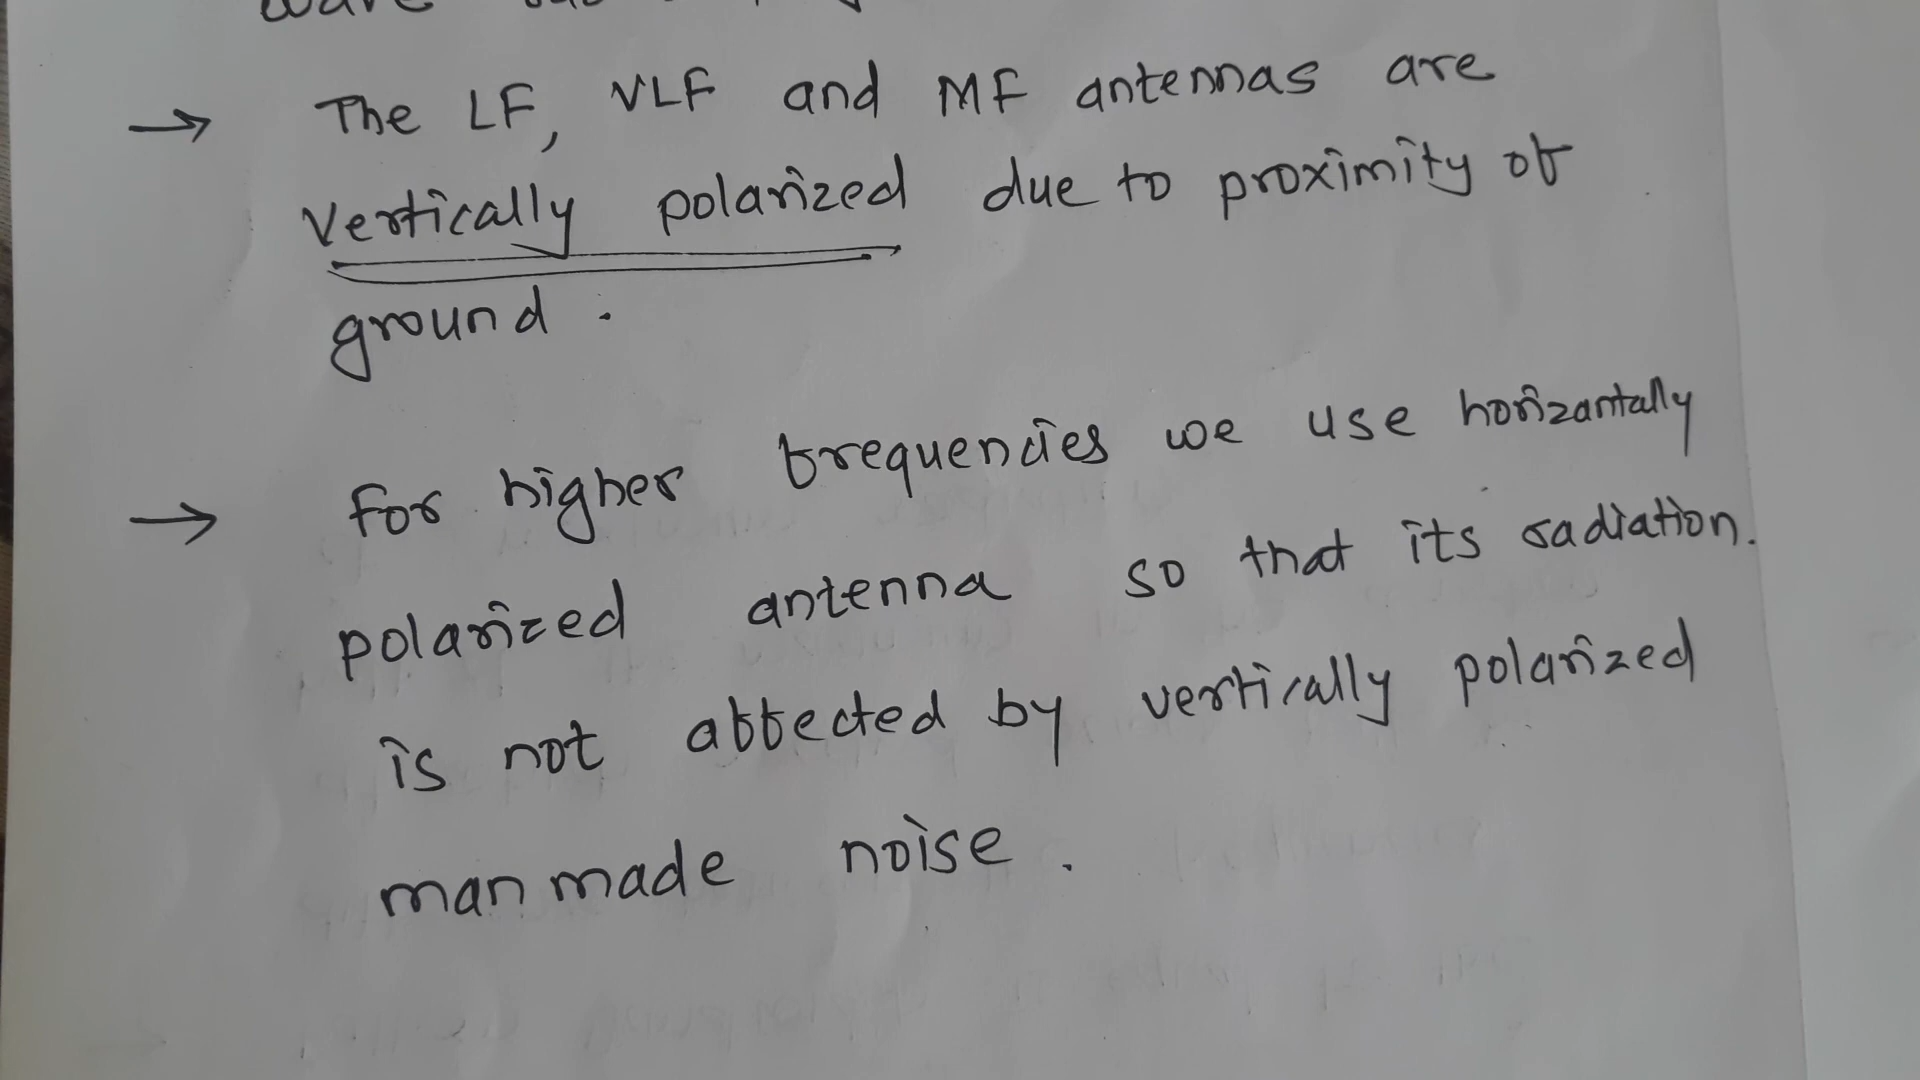 → The LF, VLF and MF antennas are
vertically polarized due to proximity of
ground.
→ For higher frequencies we use horizantally
polarized antenna so that its radiation.
is not affected by vertically polarized
man made noise.